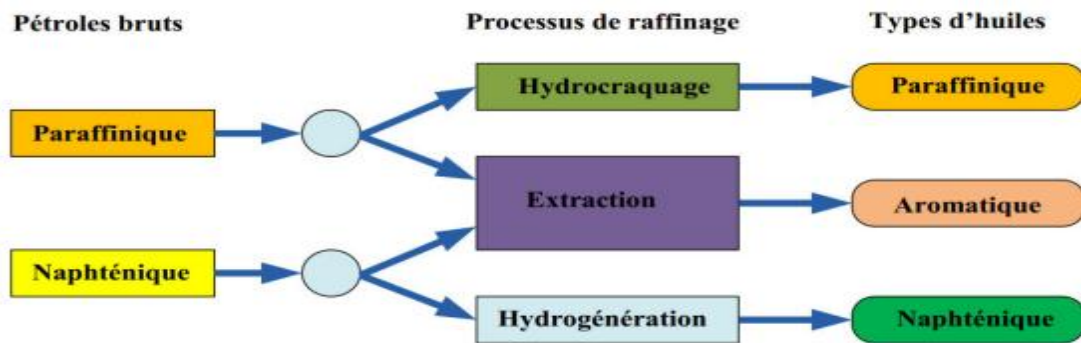 Pétroles bruts
Processus de raffinage
Types d'huiles
Hydrocraquage
Paraffinique
Paraffinique
Extraction
Aromatique
Naphténique
Hydrogénération
Naphténique